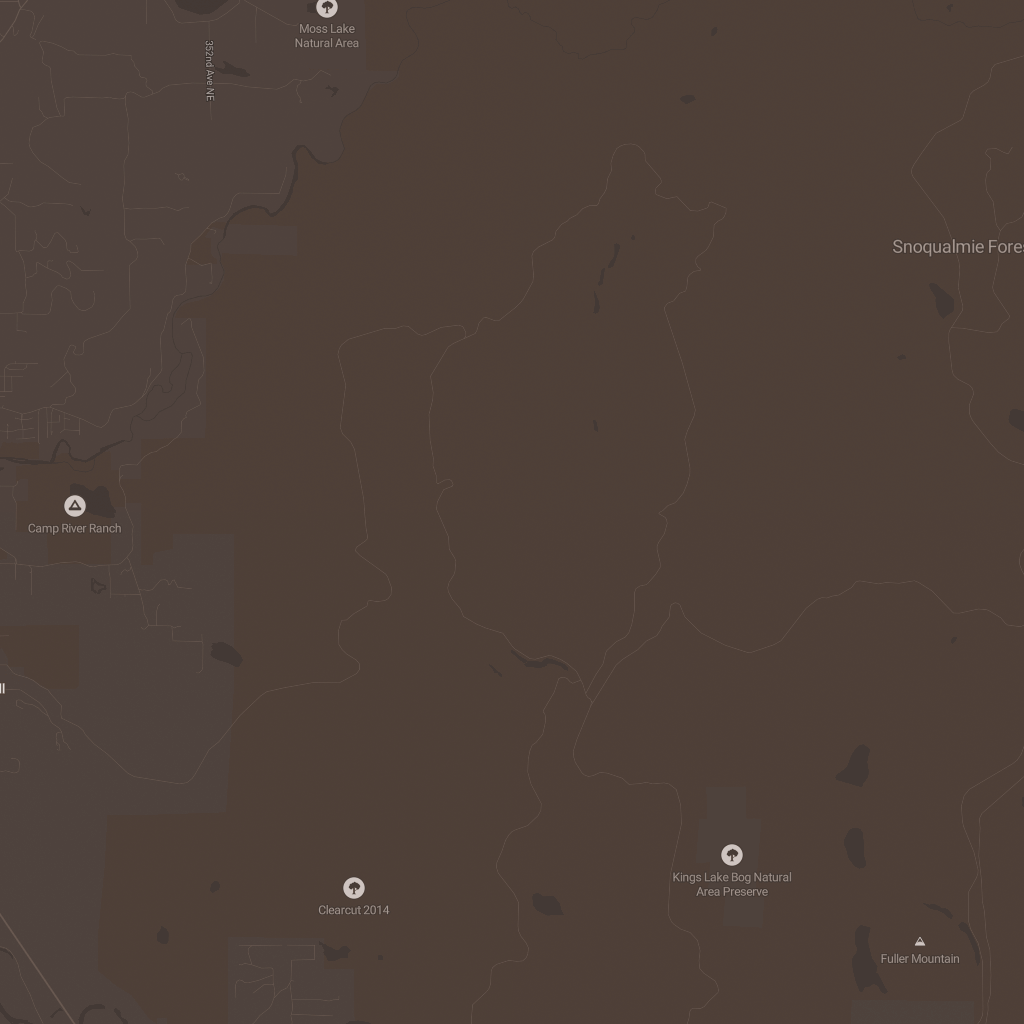 Moss Lake
Natural Area
352nd Ave NE
Snoqualmie Fores
Camp River Ranch
ll
Kings Lake Bog Natural
Area Preserve
Clearcut 2014
Fuller Mountain